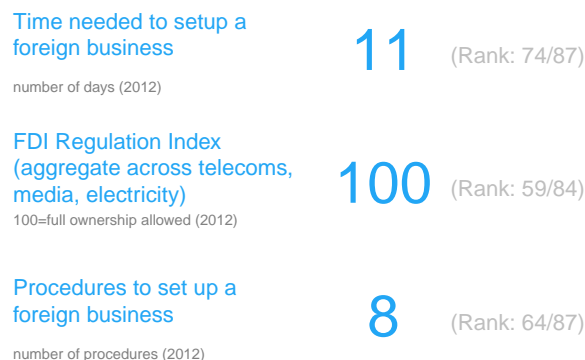 Time needed to setup a
foreign business
number of days (2012)
11
(Rank: 74/87)
FDI Regulation Index
(aggregate across telecoms,
media, electricity)
100=full ownership allowed (2012)
100
(Rank: 59/84)
Procedures to set up a
foreign business
number of procedures (2012)
8
(Rank: 64/87)